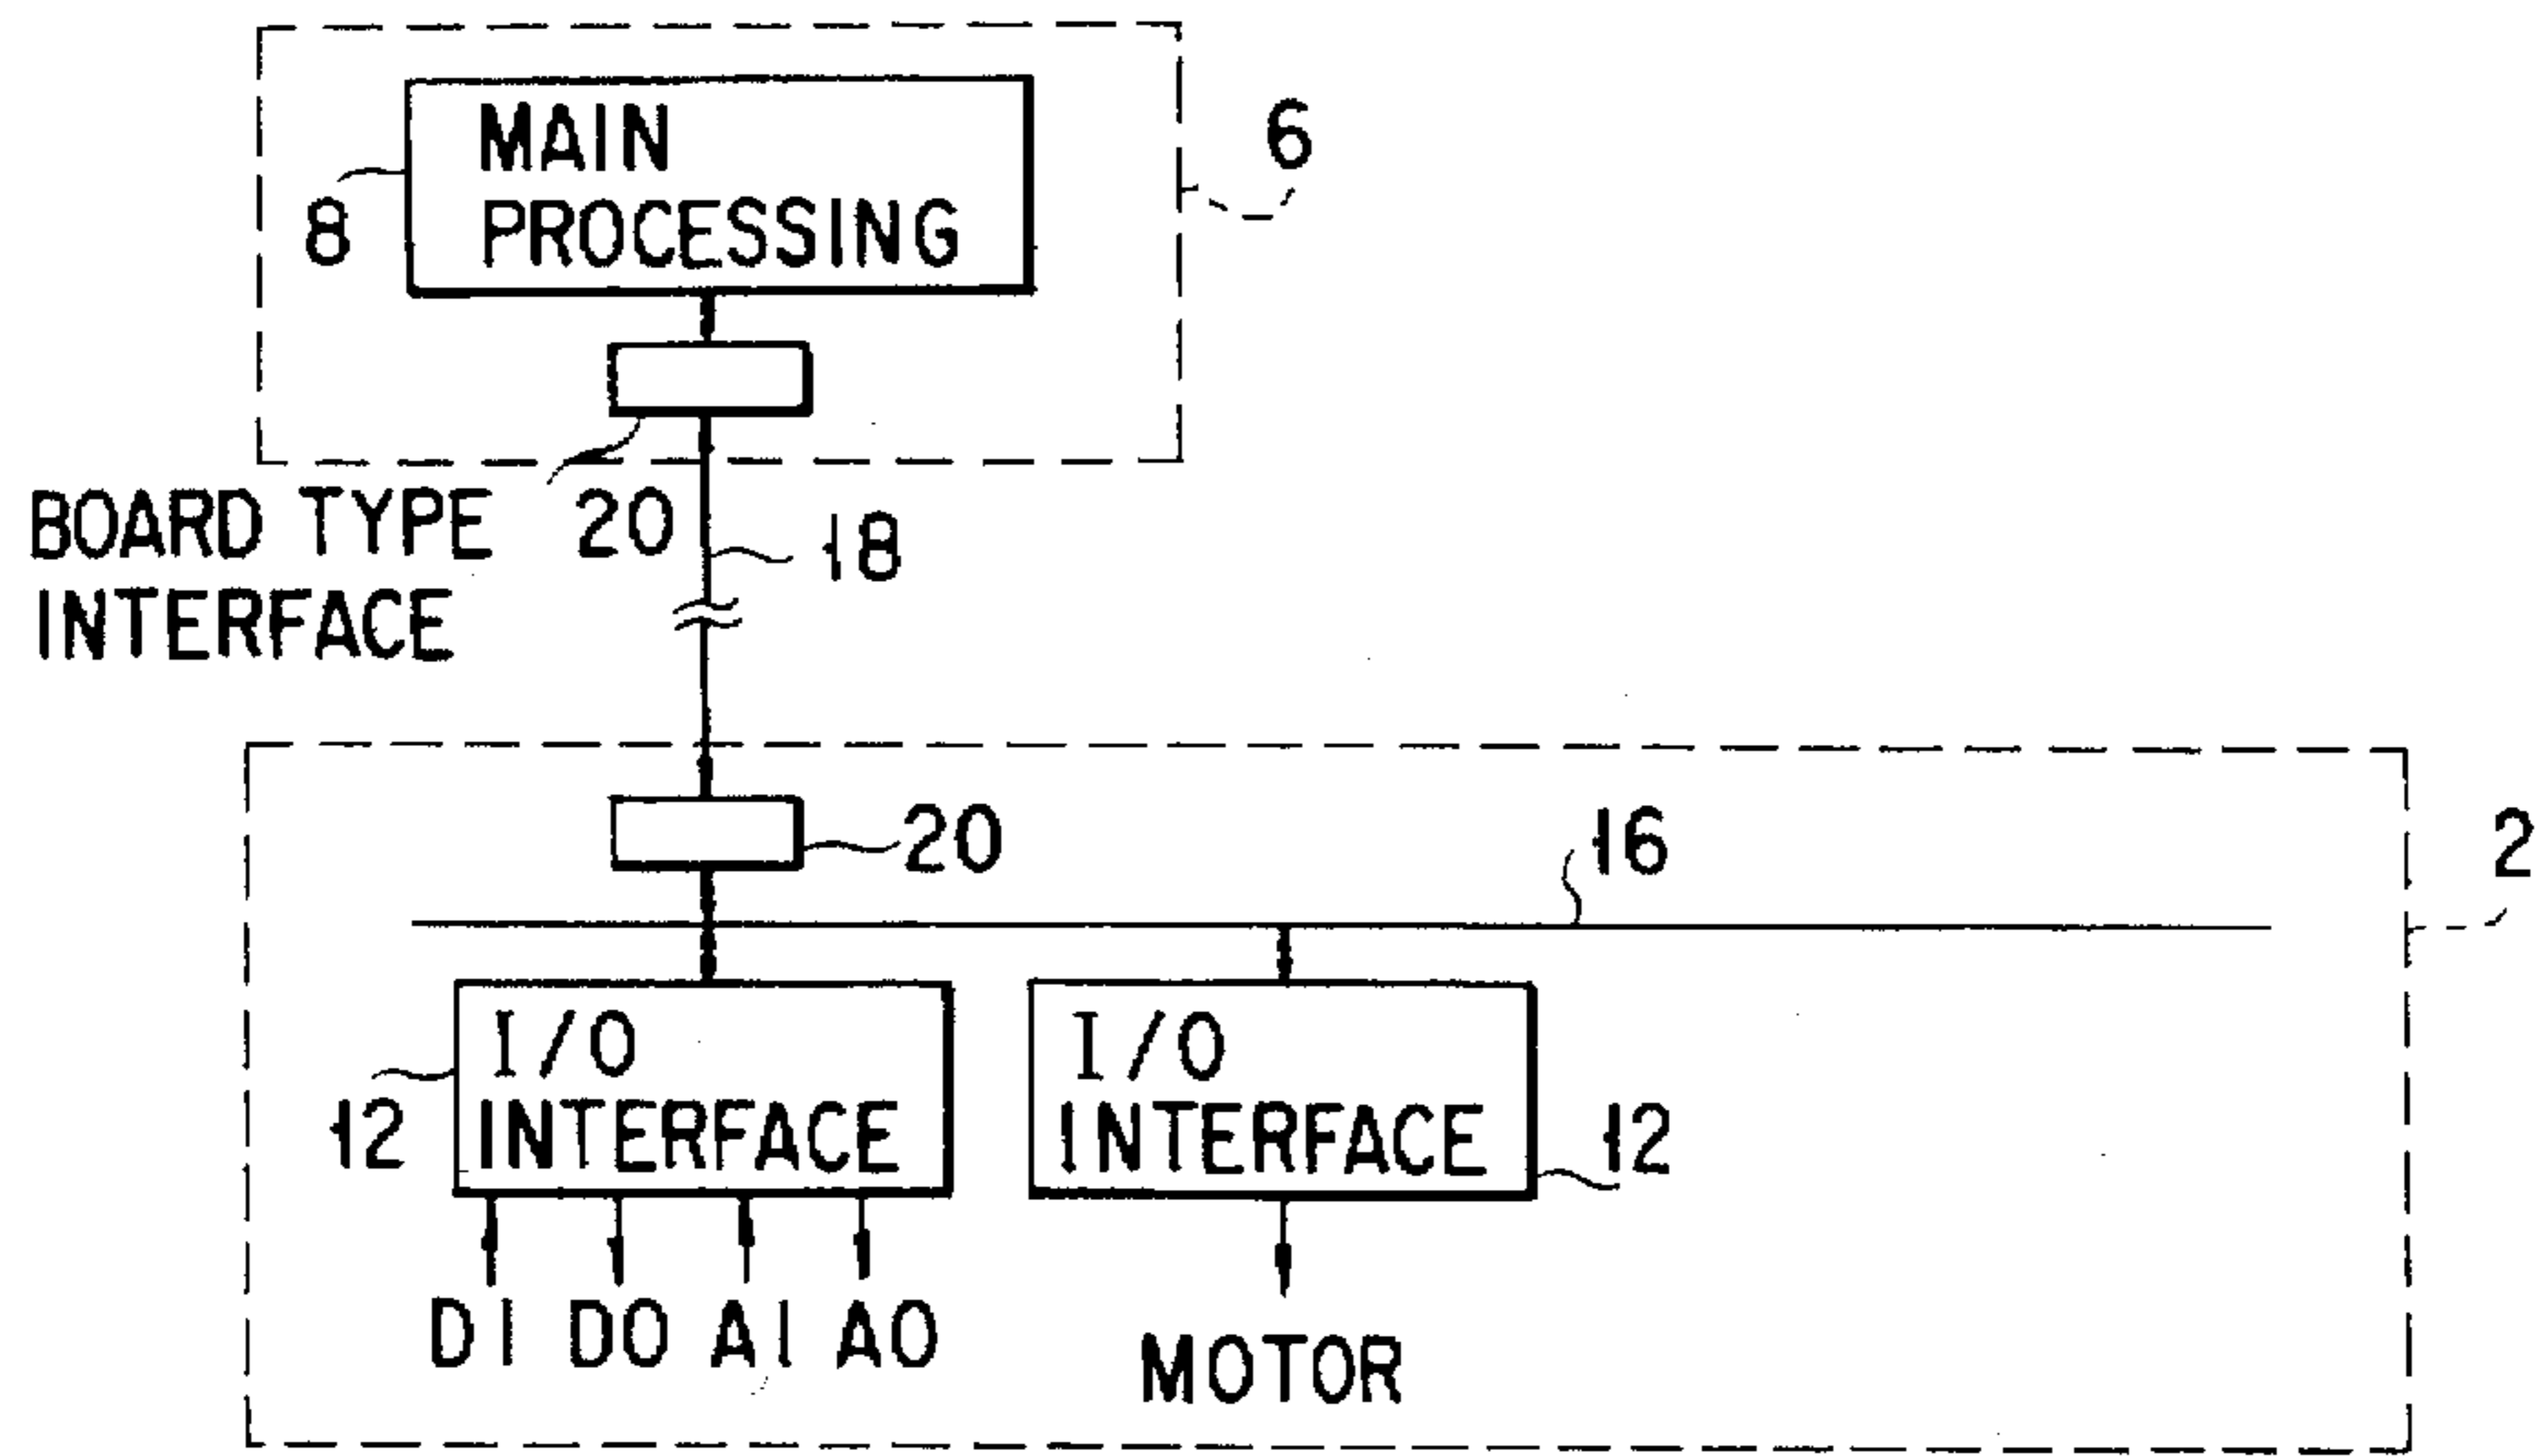 MAIN
PROCESSING
6
8
BOARD TYPE
INTERFACE
20
18
20
16
2
I/O
INTERFACE
12
I/O
INTERFACE
12
DI DO AI AO
MOTOR